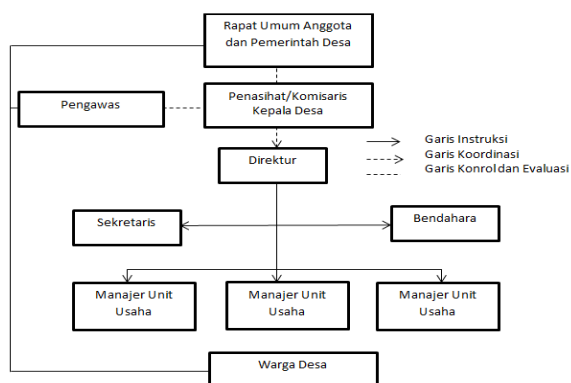 Rapat Umum Anggota
dan Pemerintah Desa
Pengawas
Penasihat/Komisaris
Kepala Desa
Garis Instruksi
Garis Koordinasi
Garis Konrol dan Evaluasi
Direktur
Sekretaris
Bendahara
Manajer Unit
Usaha
Manajer Unit
Usaha
Manajer Unit
Usaha
Warga Desa